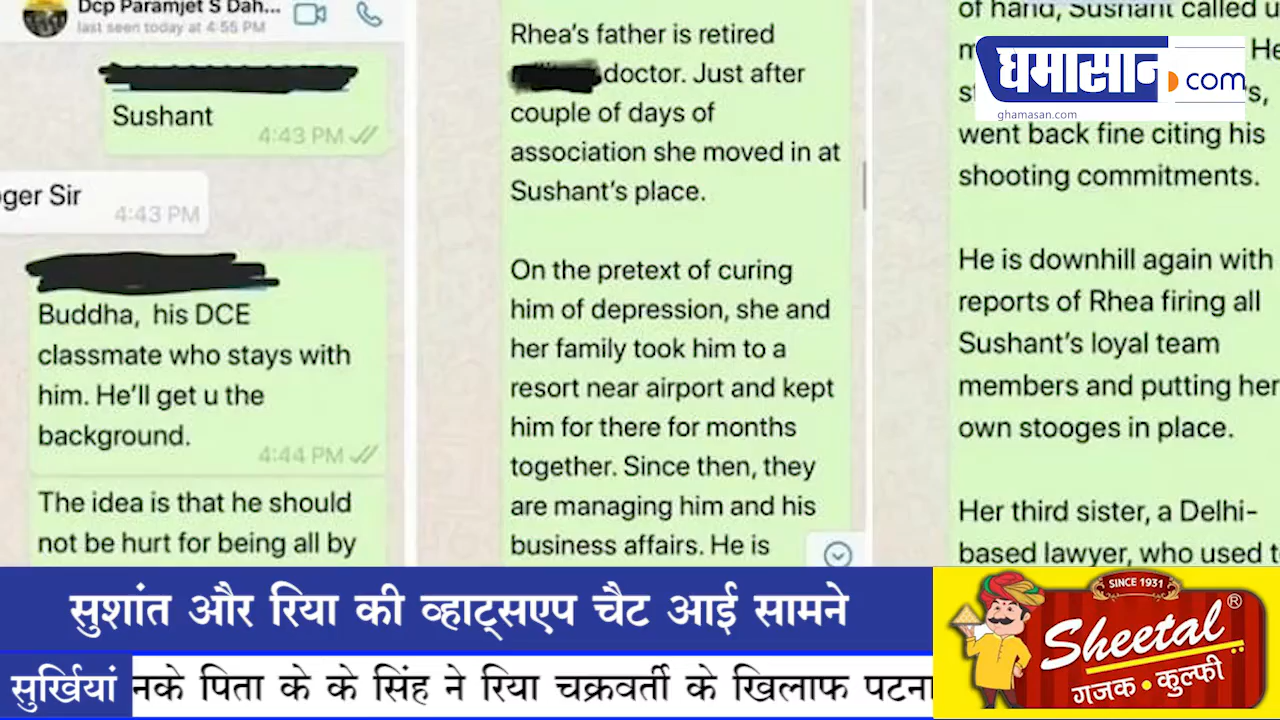 Dcp Paramjet S Dah...
last seen today at 4:55 PM
Sushant
4:43 PM
Sir
4:43 PM
Buddha, his DCE
classmate who stays with
him. He'll get u the
background.
4:44 PM
The idea is that he should
not be hurt for being all by
Rhea's father is retired
doctor. Just after
couple of days of
association she moved in at
Sushant's place.
On the pretext of curing
him of depression, she and
her family took him to a
resort near airport and kept
him for there for months
together. Since then, they
are managing him and his
business affairs. He is
of hand, Sushant called
He
went back fine citing his
shooting commitments.
He is downhill again with
reports of Rhea firing all
Sushant's loyal team
members and putting her
own stooges in place.
Her third sister, a Delhi-
based lawyer, who used
घमासान.com
ghamasan.com
सुशांत और रिया की व्हाट्सएप चैट आई सामने
सुर्खियां
नके पिता के के सिंह ने रिया चक्रवर्ती के खिलाफ पटना
SINCE 1931
Sheetal®
गजक • कुल्फी